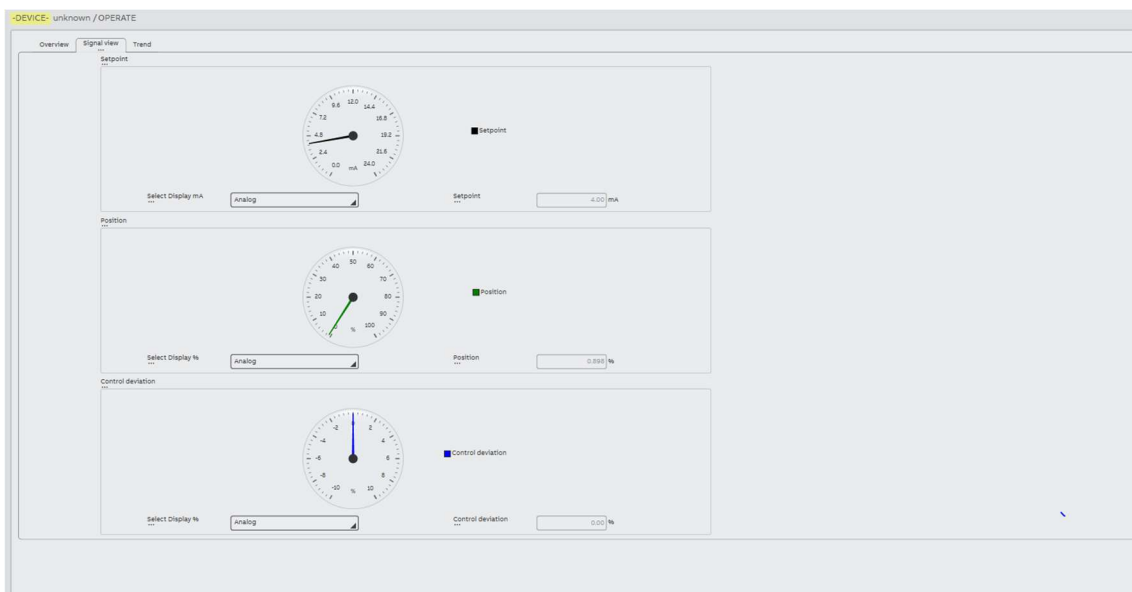 -DEVICE- unknown / OPERATE
Overview Signal view Trend
Setpoint
12.0
9.6 14.4
7.2 16.8
4.8 19.2
2.4 21.6
0.0 mA 24.0
Setpoint
Select Display mA Analog Setpoint 4.00 mA
Position
50
40 60
30 70
20 80
10 90
0 % 100
Position
Select Display % Analog Position 0.898 %
Control deviation
0
-2 2
-4 4
-6 6
-8 8
-10 % 10
Control deviation
Select Display % Analog Control deviation 0.00 %